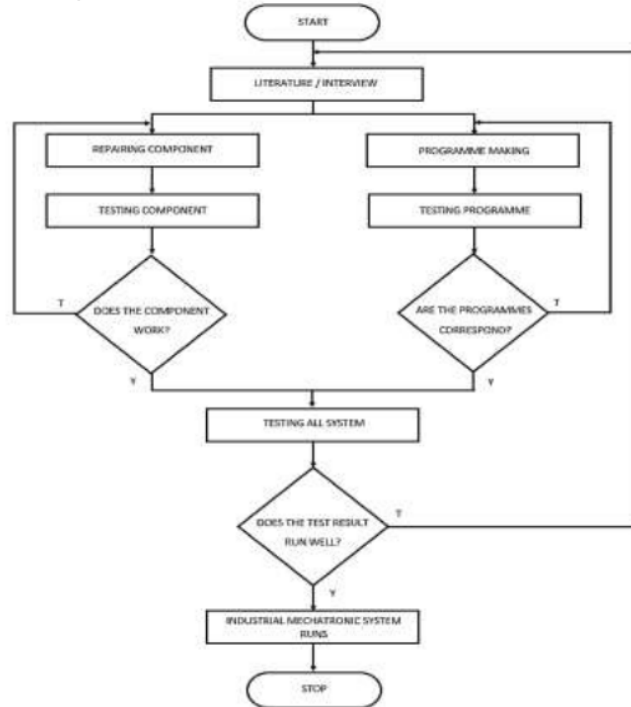 START
LITERATURE / INTERVIEW
REPAIRING COMPONENT
PROGRAMME MAKING
TESTING COMPONENT
TESTING PROGRAMME
T
DOES THE COMPONENT
WORK?
ARE THE PROGRAMMES
CORRESPOND?
T
Y
Y
TESTING ALL SYSTEM
DOES THE TEST RESULT
RUN WELL?
T
Y
INDUSTRIAL MECHATRONIC SYSTEM
RUNS
STOP